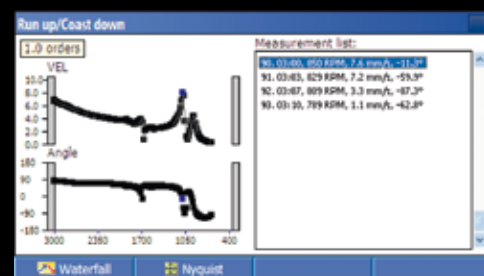 Run up/Coast down
1.0 orders
VEL
10.0
8.0
6.0
4.0
2.0
0.0
Angle
180
90
0
-90
-180
3000 2350 1700 1050 400
Measurement list:
90. 03:00, 850 RPM, 7.6 mm/s, -11.3°
91. 03:03, 829 RPM, 7.2 mm/s, -59.9°
92. 03:07, 809 RPM, 3.3 mm/s, -87.3°
93. 03:10, 789 RPM, 1.1 mm/s, -62.8°
Waterfall
Nyquist